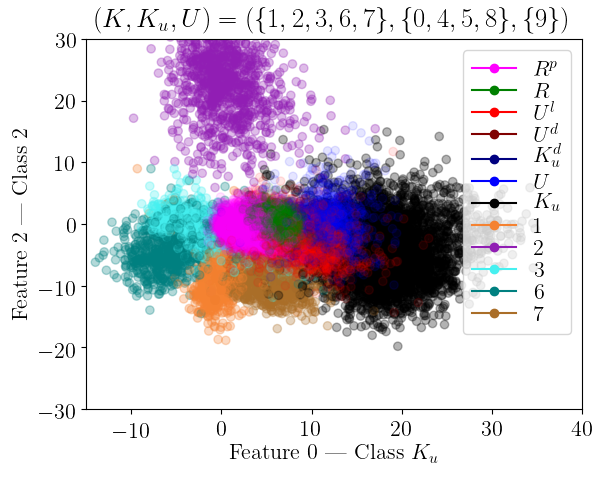 (K, K_u, U) = ({1, 2, 3, 6, 7}, {0, 4, 5, 8}, {9})
30
20
10
0
−10
−20
−30
−10
0
10
20
30
40
Feature 2 — Class 2
Feature 0 — Class K_u
R^p
R
U^l
U^d
K_u^d
U
K_u
1
2
3
6
7